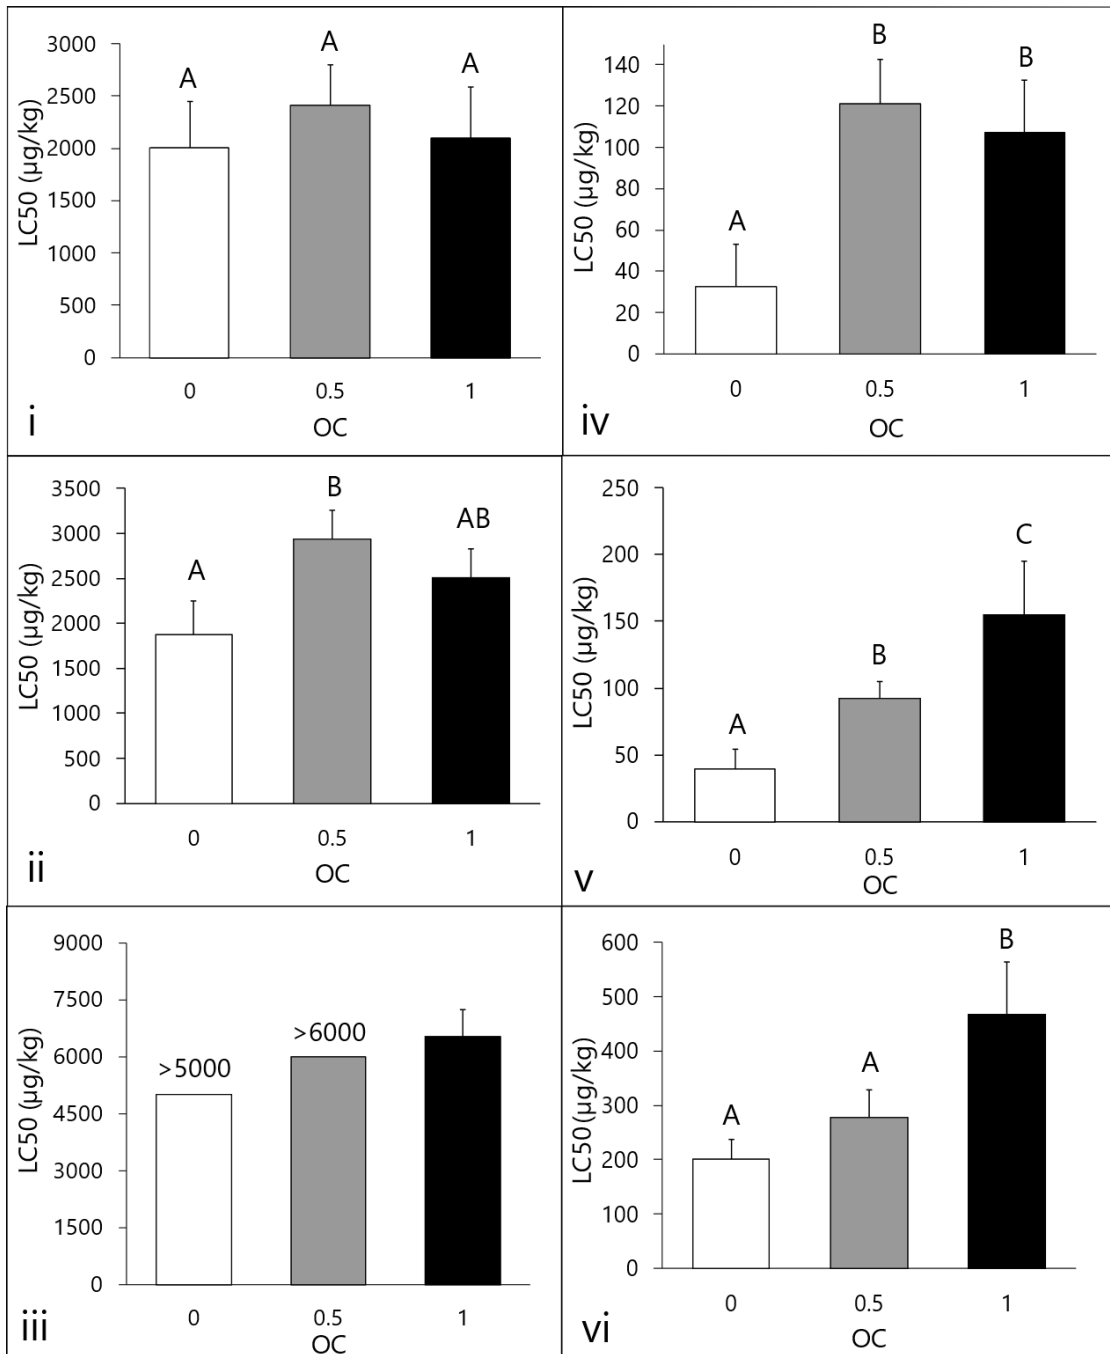 LC50 (µg/kg)
3000
2500
2000
1500
1000
500
0
A
A
A
0
0.5
1
OC
i
LC50 (µg/kg)
140
120
100
80
60
40
20
0
A
B
B
0
0.5
1
OC
iv
LC50 (µg/kg)
3500
3000
2500
2000
1500
1000
500
0
A
B
AB
0
0.5
1
OC
ii
LC50 (µg/kg)
250
200
150
100
50
0
A
B
C
0
0.5
1
OC
v
LC50 (µg/kg)
9000
7500
6000
4500
3000
1500
0
>5000
>6000
0
0.5
1
OC
iii
LC50 (µg/kg)
600
500
400
300
200
100
0
A
A
B
0
0.5
1
OC
vi